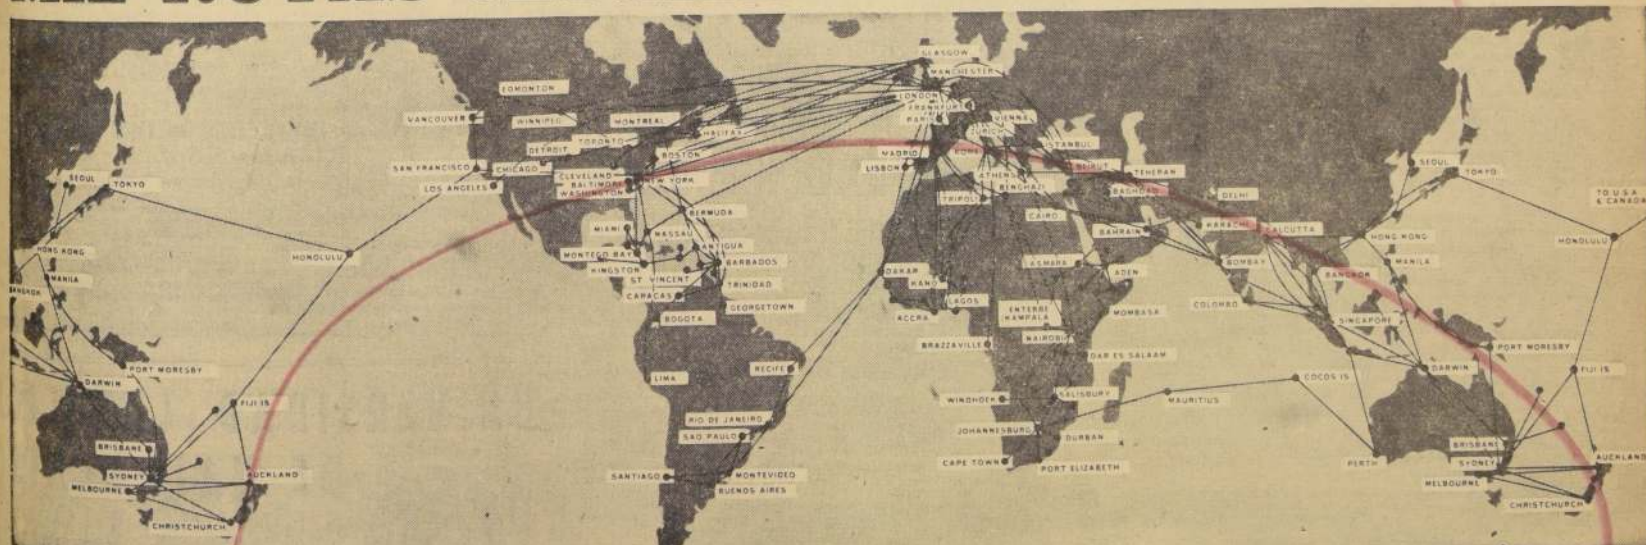 GLASGOW
MANCHESTER
EDMONTON
LONDON
FRANKFURT
VANCOUVER
WINNIPEG
MONTREAL
PARIS
VIENNA
ZURICH
HALIFAX
TORONTO
DETROIT
ISTANBUL
BOSTON
MADRID
ROME
SAN FRANCISCO
CHICAGO
LISBON
BEIRUT
TEHERAN
SEOUL
TOKYO
CLEVELAND
BALTIMORE
WASHINGTON
NEW YORK
LOS ANGELES
ATHENS
BENGHAZI
BAGHDAD
TRIPOLI
DELHI
SEOUL
TOKYO
TO U.S.A.
& CANADA
BERMUDA
CAIRO
MIAMI
NASSAU
BAHRAIN
KARACHI
CALCUTTA
HONG KONG
HONOLULU
HONG KONG
MONTEGO BAY
ANTIGUA
HONOLULU
KINGSTON
BARBADOS
ASMARA
ADEN
BOMBAY
MANILA
MANILA
ST VINCENT
DAKAR
BANGKOK
BANGKOK
TRINIDAD
KANO
CARACAS
GEORGETOWN
LAGOS
ACCRA
ENTEBBE
KAMPALA
MOMBASA
COLOMBO
SINGAPORE
BOGOTA
NAIROBI
BRAZZAVILLE
DAR ES SALAAM
PORT MORESBY
PORT MORESBY
RECIFE
DARWIN
DARWIN
LIMA
COCOS IS
FIJI IS
FIJI IS
WINDHOEK
SALISBURY
MAURITIUS
RIO DE JANEIRO
JOHANNESBURG
SAO PAULO
DURBAN
BRISBANE
BRISBANE
CAPE TOWN
PORT ELIZABETH
PERTH
SYDNEY
AUCKLAND
SANTIAGO
MONTEVIDEO
SYDNEY
AUCKLAND
MELBOURNE
BUENOS AIRES
MELBOURNE
CHRISTCHURCH
CHRISTCHURCH